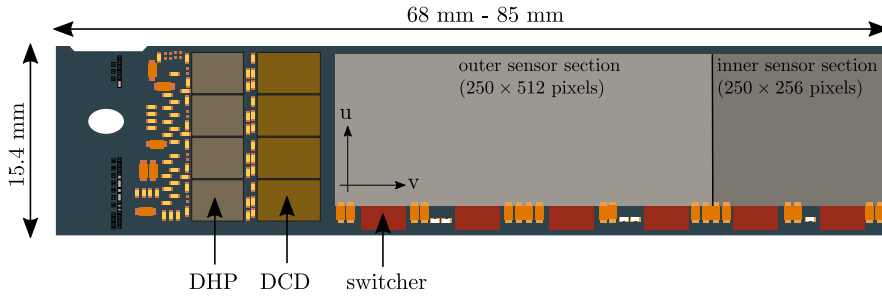 68 mm - 85 mm
15.4 mm
outer sensor section
(250 × 512 pixels)
inner sensor section
(250 × 256 pixels)
u
v
DHP
DCD
switcher